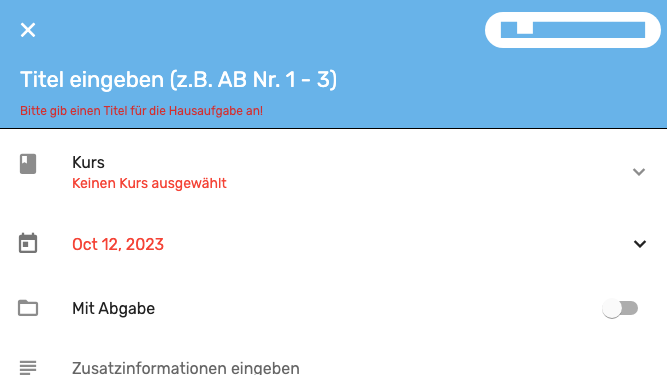 Titel eingeben (z.B. AB Nr. 1 - 3)
Bitte gib einen Titel für die Hausaufgabe an!
Kurs
Keinen Kurs ausgewählt
Oct 12, 2023
Mit Abgabe
Zusatzinformationen eingeben